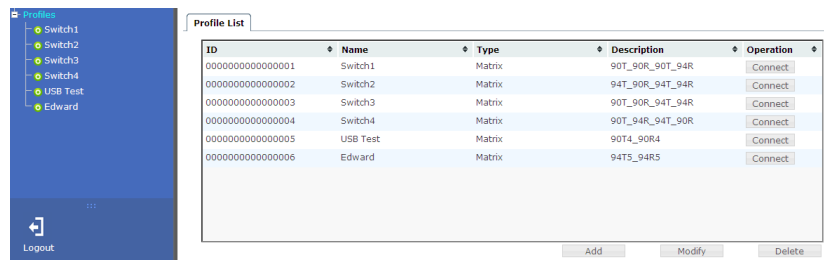 Profiles
Switch1
Switch2
Switch3
Switch4
USB Test
Edward
Logout
Profile List
ID Name Type Description Operation
0000000000000001 Switch1 Matrix 90T_90R_90T_94R Connect
0000000000000002 Switch2 Matrix 94T_90R_94T_94R Connect
0000000000000003 Switch3 Matrix 90T_90R_94T_94R Connect
0000000000000004 Switch4 Matrix 90T_94R_94T_90R Connect
0000000000000005 USB Test Matrix 90T4_90R4 Connect
0000000000000006 Edward Matrix 94T5_94R5 Connect
Add Modify Delete